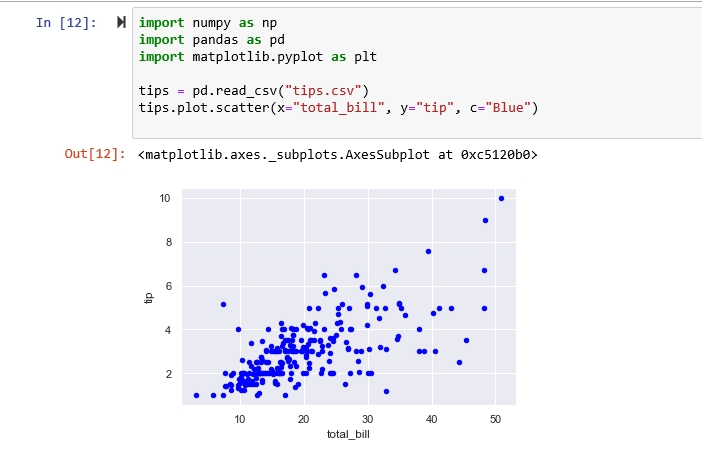 In [12]:
import numpy as np
import pandas as pd
import matplotlib.pyplot as plt
tips = pd.read_csv("tips.csv")
tips.plot.scatter(x="total_bill", y="tip", c="Blue")
Out[12]: <matplotlib.axes._subplots.AxesSubplot at 0xc5120b0>
10
8
6
4
2
tip
10 20 30 40 50
total_bill